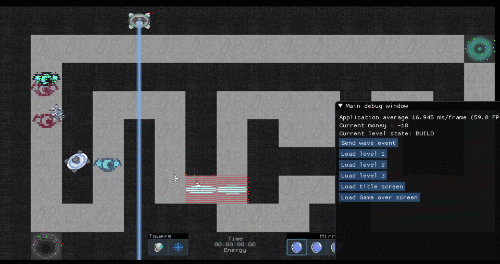 Main debug window
Application average 16.945 ms/frame (59.0 FP
Current money : -10
Current level state: BUILD
Send wave event
Load level 1
Load level 2
Load level 3
Load title screen
Load Game over screen
Towers
Time
00:00:00:00
Energy
Mirr